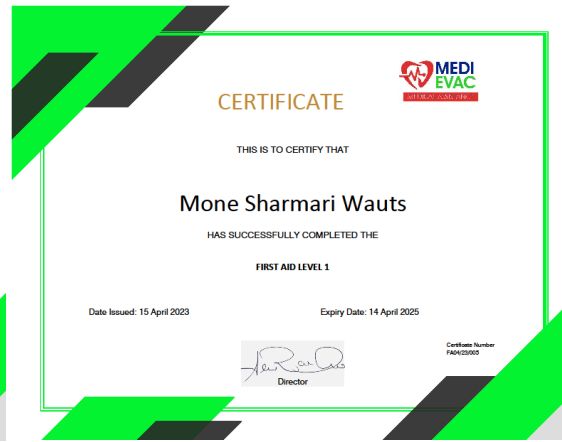 MEDI
EVAC
CERTIFICATE
THIS IS TO CERTIFY THAT
Mone Sharmari Wauts
HAS SUCCESSFULLY COMPLETED THE
FIRST AID LEVEL 1
Date Issued: 15 April 2023
Expiry Date: 14 April 2025
Certificate Number
FA04/23/005
Director